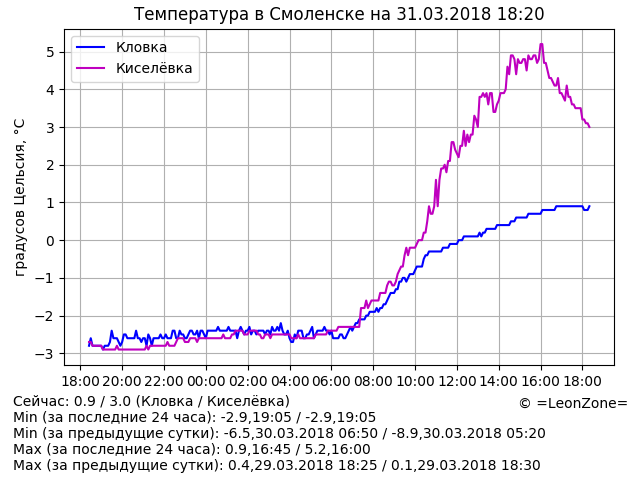 Температура в Смоленске на 31.03.2018 18:20
Кловка
Киселёвка
градусов Цельсия, °C
5
4
3
2
1
0
−1
−2
−3
18:00 20:00 22:00 00:00 02:00 04:00 06:00 08:00 10:00 12:00 14:00 16:00 18:00
Сейчас: 0.9 / 3.0 (Кловка / Киселёвка)
© =LeonZone=
Min (за последние 24 часа): -2.9,19:05 / -2.9,19:05
Min (за предыдущие сутки): -6.5,30.03.2018 06:50 / -8.9,30.03.2018 05:20
Max (за последние 24 часа): 0.9,16:45 / 5.2,16:00
Max (за предыдущие сутки): 0.4,29.03.2018 18:25 / 0.1,29.03.2018 18:30